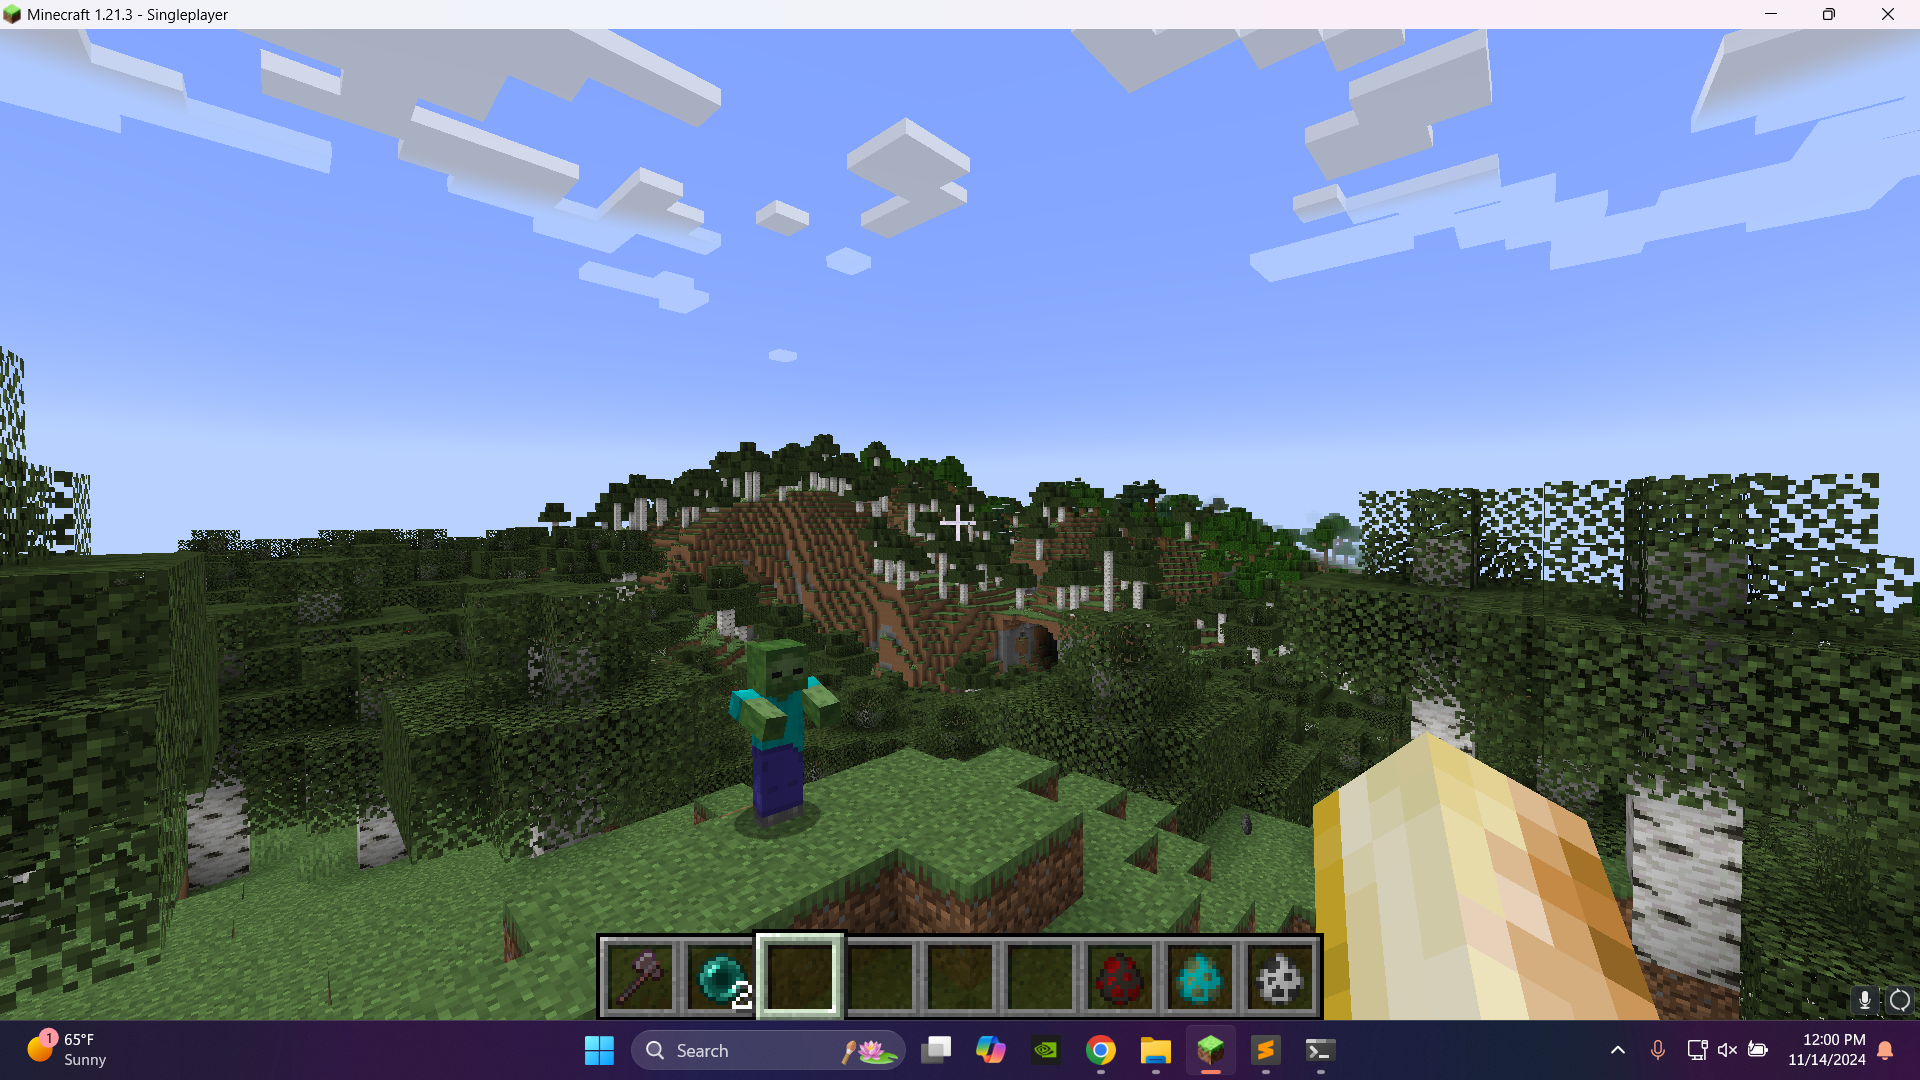 Minecraft 1.21.3 - Singleplayer
2
1
65°F
Sunny
Search
12:00 PM
11/14/2024